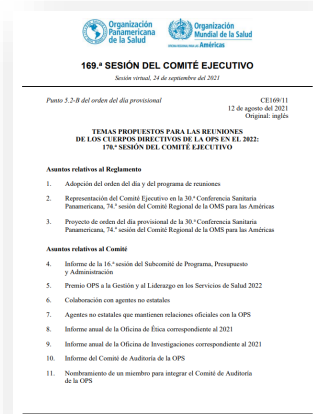 Organización
Panamericana
de la Salud
Organización
Mundial de la Salud
Américas
169.ª SESIÓN DEL COMITÉ EJECUTIVO
Sesión virtual, 24 de septiembre del 2021
Punto 5.2-B del orden del día provisional
CE169/11
12 de agosto del 2021
Original: inglés
TEMAS PROPUESTOS PARA LAS REUNIONES
DE LOS CUERPOS DIRECTIVOS DE LA OPS EN EL 2022:
170.ª SESIÓN DEL COMITÉ EJECUTIVO
Asuntos relativos al Reglamento
1. Adopción del orden del día y del programa de reuniones
2. Representación del Comité Ejecutivo en la 30.ª Conferencia Sanitaria
Panamericana, 74.ª sesión del Comité Regional de la OMS para las Américas
3. Proyecto de orden del día provisional de la 30.ª Conferencia Sanitaria
Panamericana, 74.ª sesión del Comité Regional de la OMS para las Américas
Asuntos relativos al Comité
4. Informe de la 16.ª sesión del Subcomité de Programa, Presupuesto
y Administración
5. Premio OPS a la Gestión y al Liderazgo en los Servicios de Salud 2022
6. Colaboración con agentes no estatales
7. Agentes no estatales que mantienen relaciones oficiales con la OPS
8. Informe anual de la Oficina de Ética correspondiente al 2021
9. Informe anual de la Oficina de Investigaciones correspondiente al 2021
10. Informe del Comité de Auditoría de la OPS
11. Nombramiento de un miembro para integrar el Comité de Auditoría
de la OPS